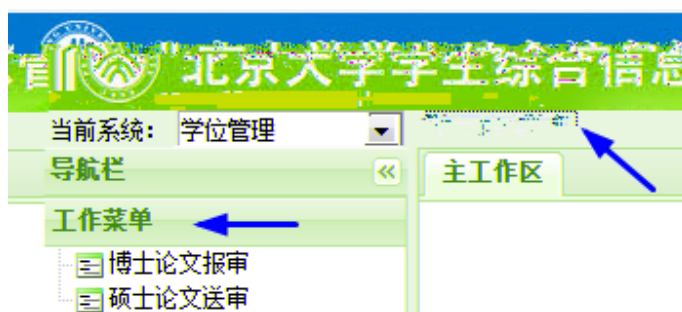 北京大学学生综合信息
当前系统： 学位管理
导航栏
主工作区
工作菜单
博士论文报审
硕士论文送审